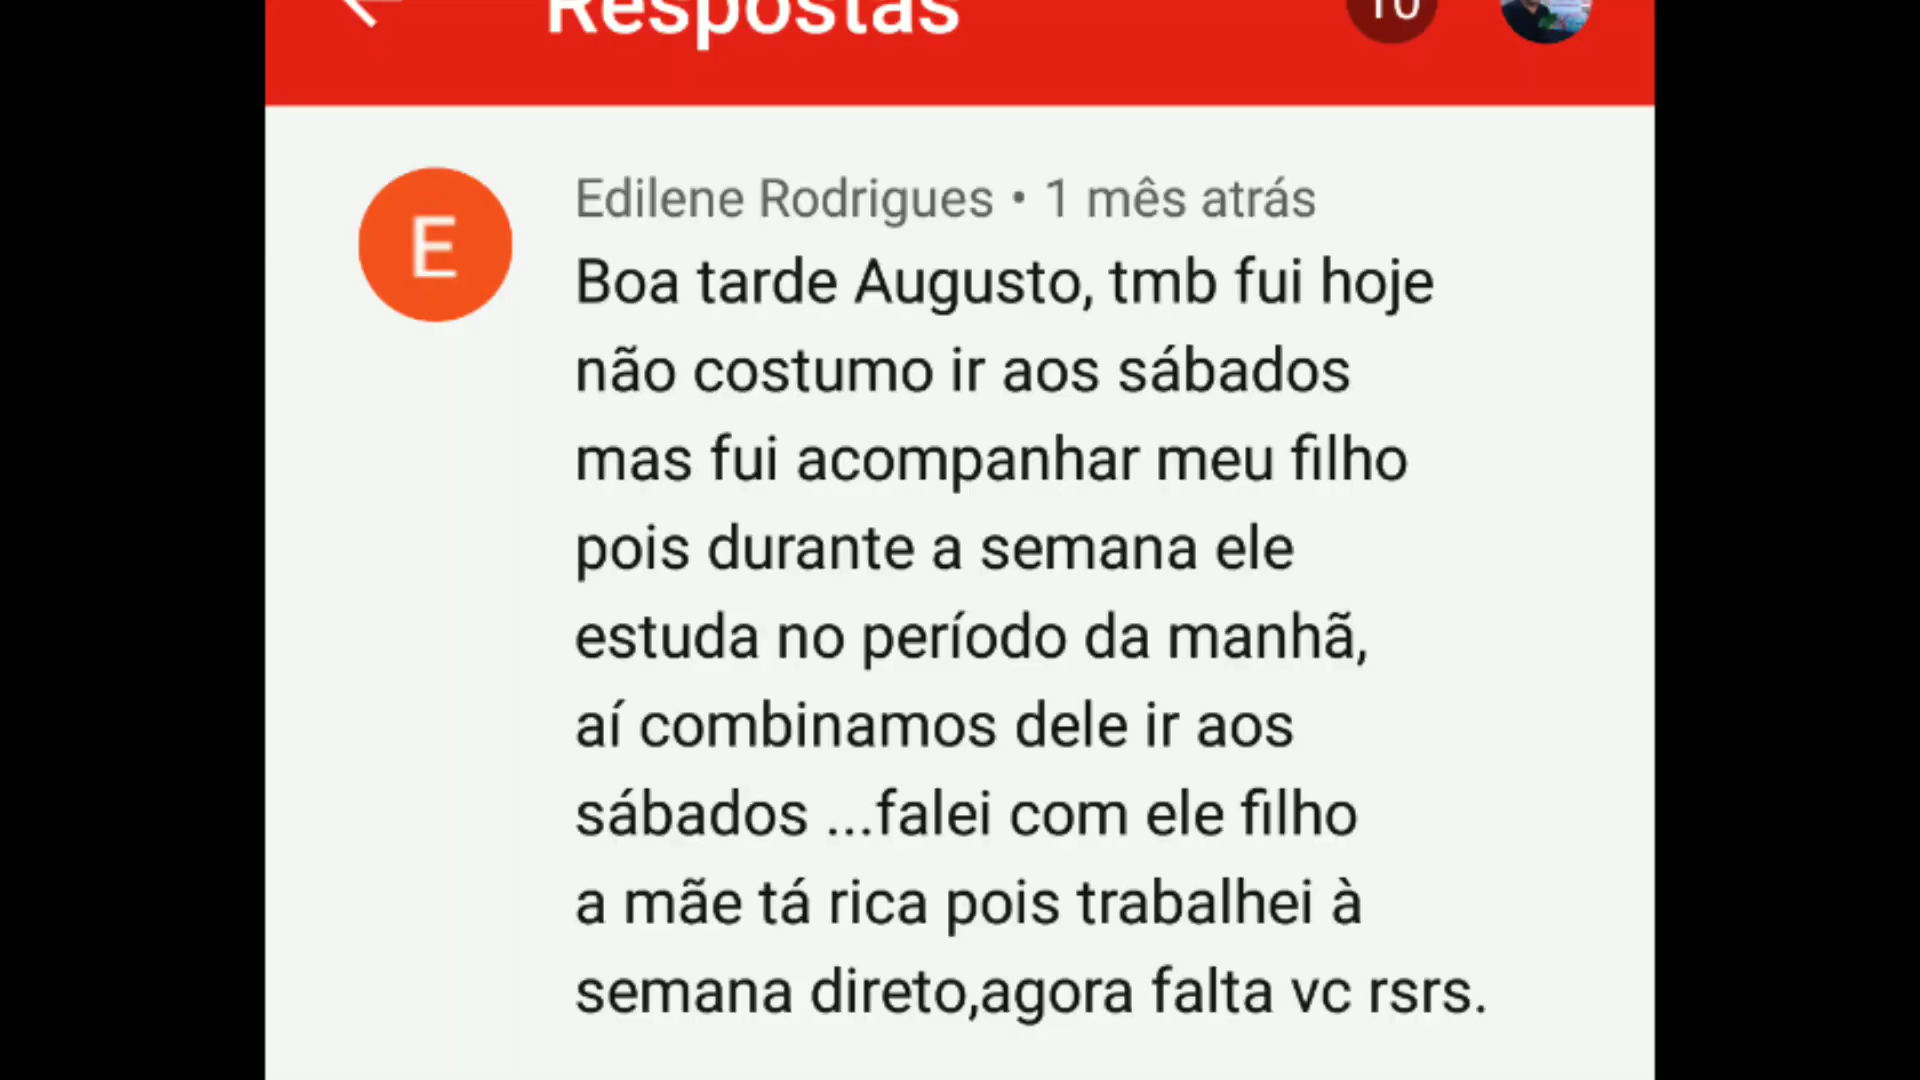 Respostas
10
E
Edilene Rodrigues • 1 mês atrás
Boa tarde Augusto, tmb fui hoje
não costumo ir aos sábados
mas fui acompanhar meu filho
pois durante a semana ele
estuda no período da manhã,
aí combinamos dele ir aos
sábados ...falei com ele filho
a mãe tá rica pois trabalhei à
semana direto,agora falta vc rsrs.